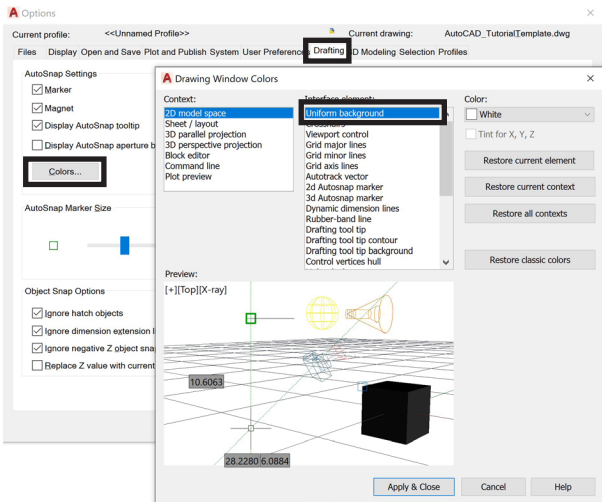 Options
Current profile: <<Unnamed Profile>> Current drawing: AutoCAD_TutorialTemplate.dwg
Files Display Open and Save Plot and Publish System User Preferences Drafting 3D Modeling Selection Profiles
AutoSnap Settings
Marker
Magnet
Display AutoSnap tooltip
Display AutoSnap aperture b
Colors...
AutoSnap Marker Size
Object Snap Options
Ignore hatch objects
Ignore dimension extension l
Ignore negative Z object sna
Replace Z value with current
Drawing Window Colors
Context:
2D model space
Sheet / layout
3D parallel projection
3D perspective projection
Block editor
Command line
Plot preview
Interface element:
Uniform background
Crosshairs
Viewport control
Grid major lines
Grid minor lines
Grid axis lines
Autotrack vector
2d Autosnap marker
3d Autosnap marker
Dynamic dimension lines
Rubber-band line
Drafting tool tip
Drafting tool tip contour
Drafting tool tip background
Control vertices hull
Color:
White
Tint for X, Y, Z
Restore current element
Restore current context
Restore all contexts
Restore classic colors
Preview:
[+][Top][X-ray]
10.6063
28.2280 6.0884
Apply & Close Cancel Help